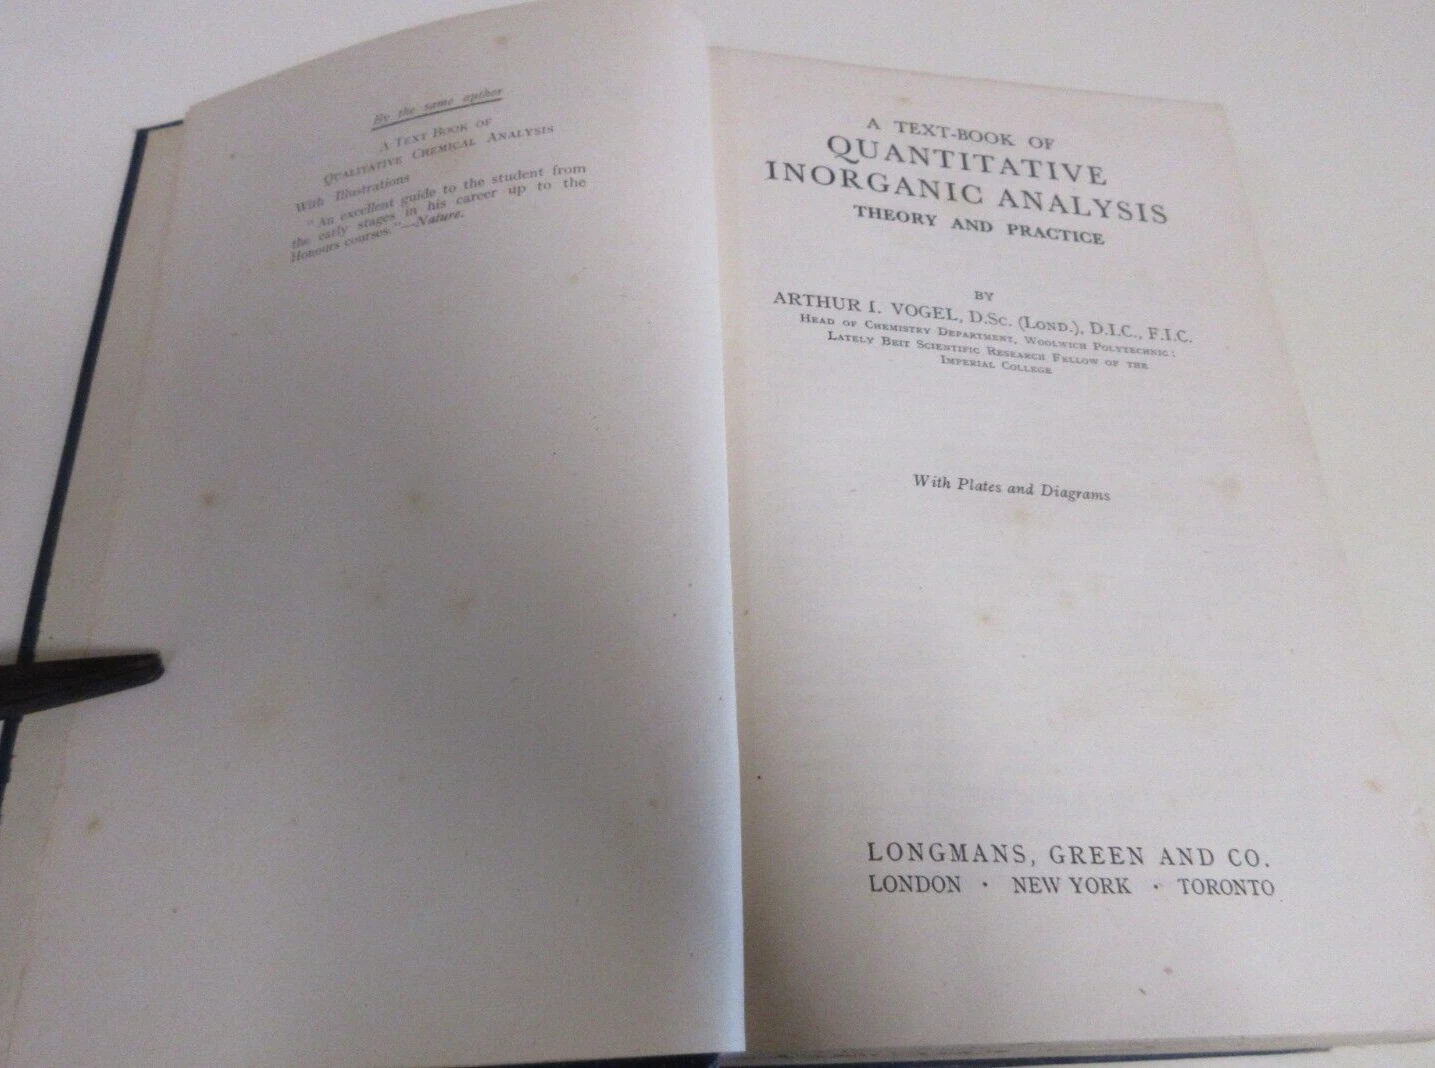 By the same author
A Text Book of
Qualitative Chemical Analysis
With Illustrations
"An excellent guide to the student from
the early stages in his career up to the
Honours courses."—Nature.
A TEXT-BOOK OF
QUANTITATIVE
INORGANIC ANALYSIS
THEORY AND PRACTICE
BY
ARTHUR I. VOGEL, D.Sc. (Lond.), D.I.C., F.I.C.
Head of Chemistry Department, Woolwich Polytechnic;
Lately Beit Scientific Research Fellow of the
Imperial College
With Plates and Diagrams
LONGMANS, GREEN AND CO.
LONDON · NEW YORK · TORONTO